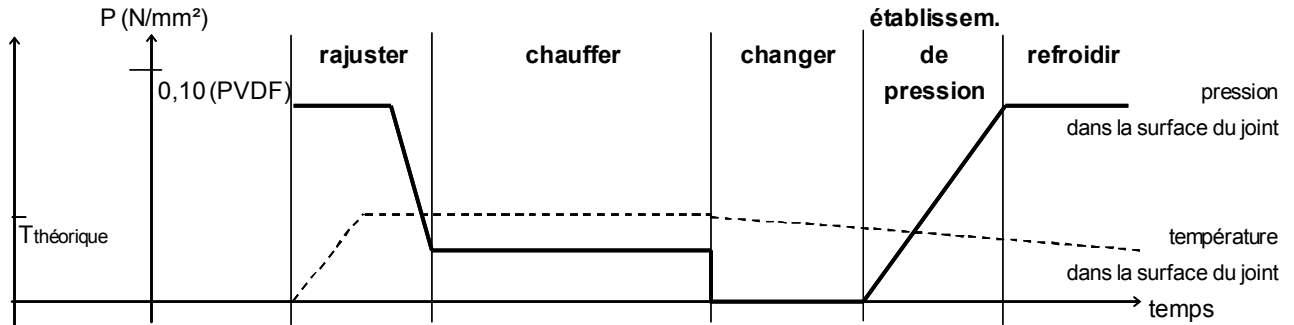 P (N/mm²)
0,10 (PVDF)
Tthéorique
rajuster
chauffer
changer
établissem.
de
pression
refroidir
pression
dans la surface du joint
température
dans la surface du joint
temps